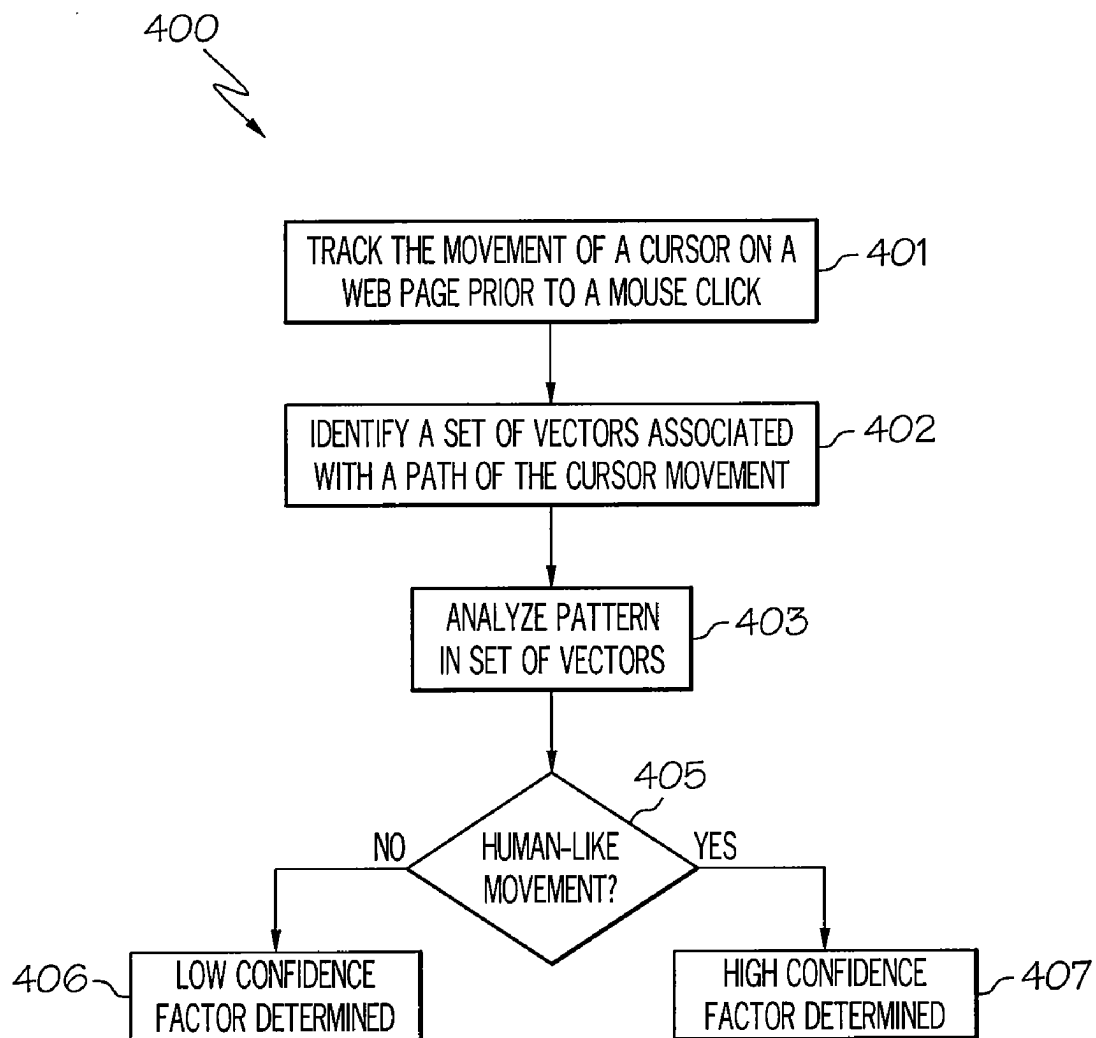 400
TRACK THE MOVEMENT OF A CURSOR ON A
WEB PAGE PRIOR TO A MOUSE CLICK
401
IDENTIFY A SET OF VECTORS ASSOCIATED
WITH A PATH OF THE CURSOR MOVEMENT
402
ANALYZE PATTERN
IN SET OF VECTORS
403
405
NO
HUMAN-LIKE
MOVEMENT?
YES
406
LOW CONFIDENCE
FACTOR DETERMINED
HIGH CONFIDENCE
FACTOR DETERMINED
407